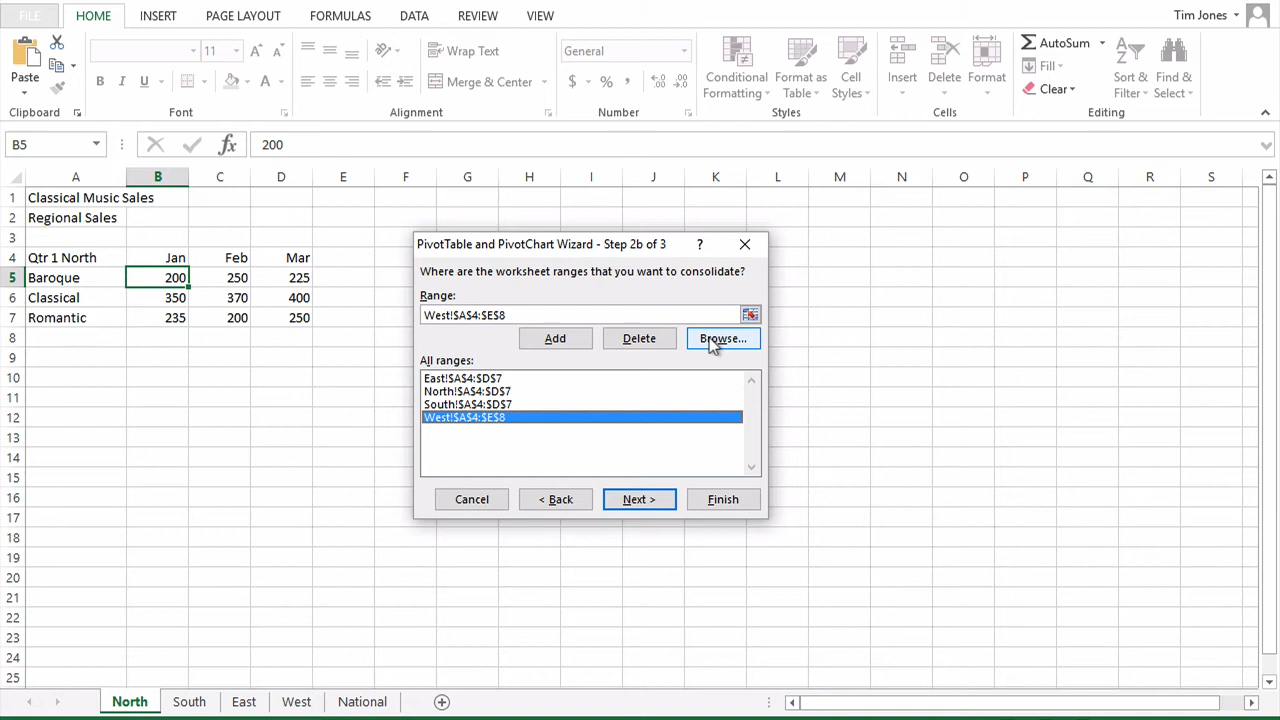 FILE HOME INSERT PAGE LAYOUT FORMULAS DATA REVIEW VIEW Tim Jones
Paste
Clipboard
11
B I U
A A A
Font
Wrap Text
Merge & Center
Alignment
General
$ % ,
Number
Conditional Formatting
Format as Table
Cell Styles
Styles
Insert Delete Format
Cells
AutoSum
Fill
Clear
Sort & Filter
Find & Select
Editing
B5 fx 200
A B C D E F G H I J K L M N O P Q R S
1 Classical Music Sales
2 Regional Sales
3
4 Qtr 1 North Jan Feb Mar
5 Baroque 200 250 225
6 Classical 350 370 400
7 Romantic 235 200 250
8
9
10
11
12
13
14
15
16
17
18
19
20
21
22
23
24
25
PivotTable and PivotChart Wizard - Step 2b of 3 ?
Where are the worksheet ranges that you want to consolidate?
Range:
West!$A$4:$E$8
Add Delete Browse...
All ranges:
East!$A$4:$D$7
North!$A$4:$D$7
South!$A$4:$D$7
West!$A$4:$E$8
Cancel < Back Next > Finish
North South East West National